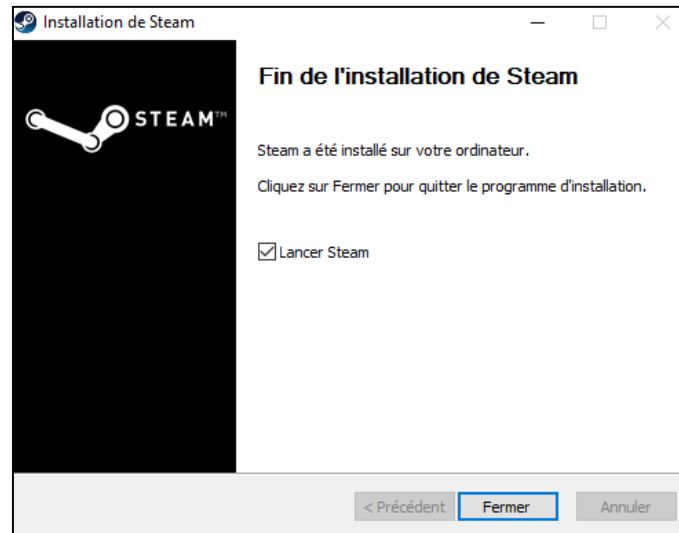 Installation de Steam
STEAM™
Fin de l'installation de Steam
Steam a été installé sur votre ordinateur.
Cliquez sur Fermer pour quitter le programme d'installation.
Lancer Steam
< Précédent Fermer Annuler